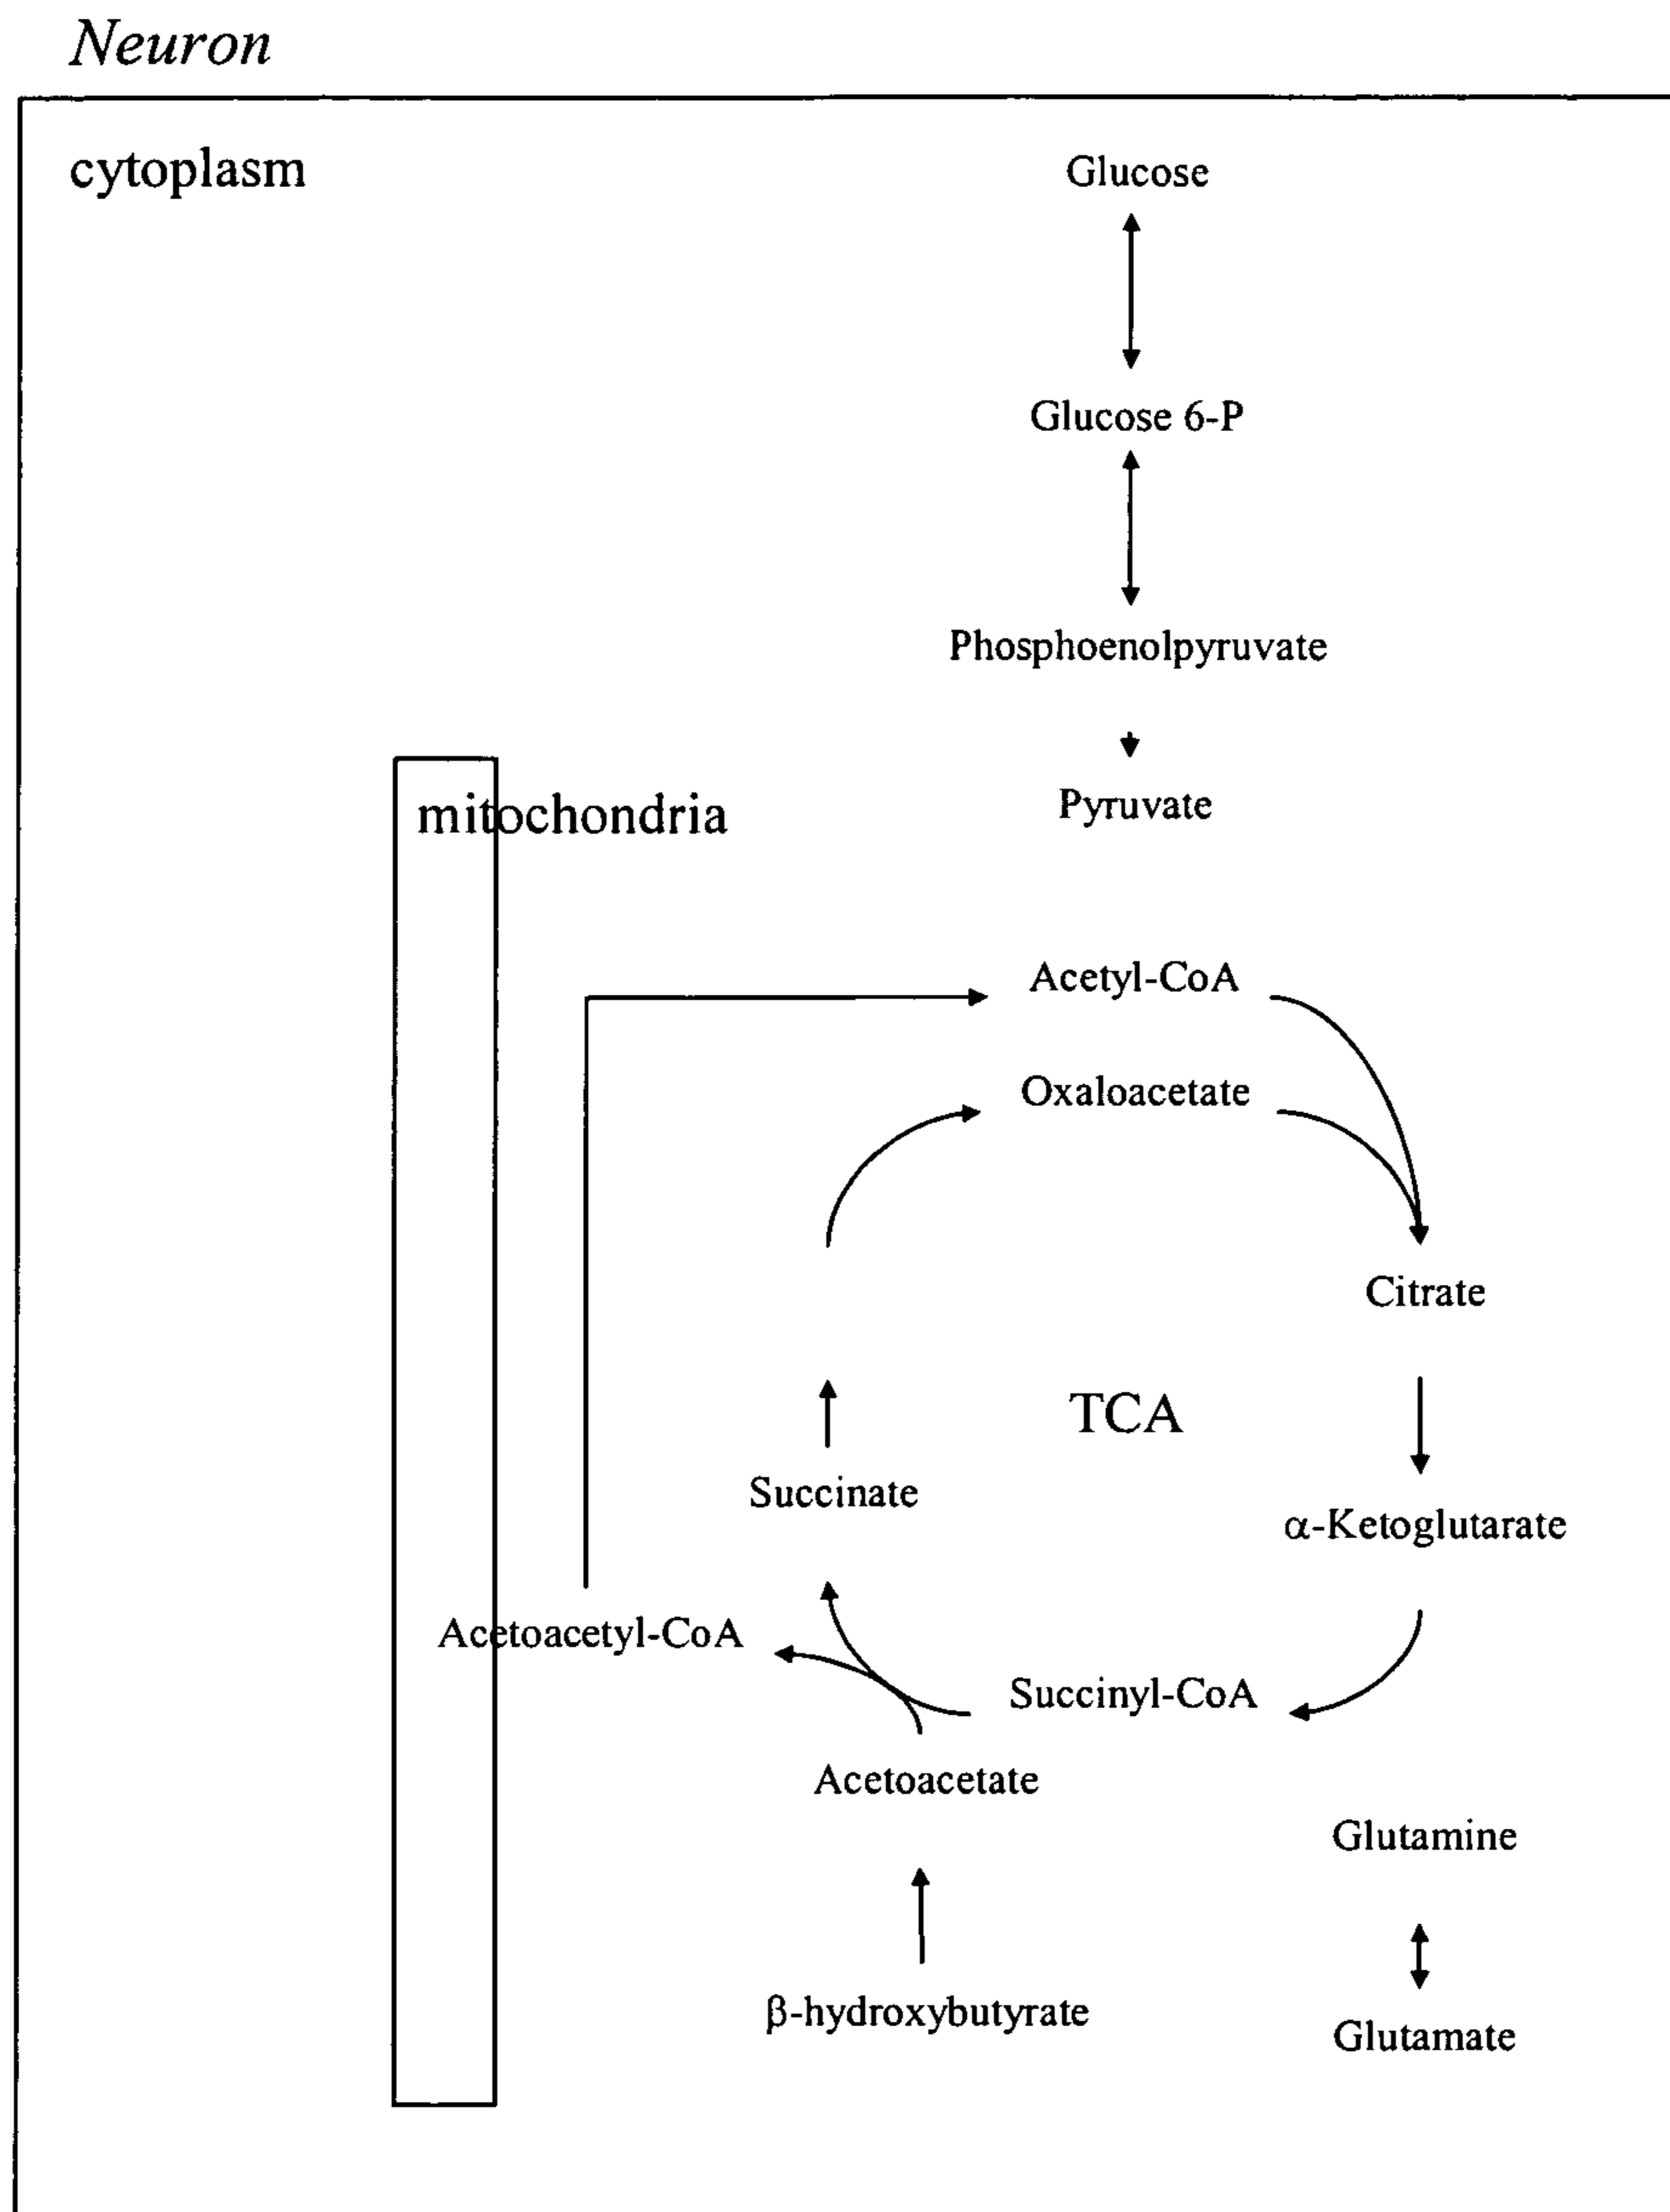 Neuron
cytoplasm
Glucose
Glucose 6-P
Phosphoenolpyruvate
mitochondria
Pyruvate
Acetyl-CoA
Oxaloacetate
Citrate
TCA
Succinate
α-Ketoglutarate
Acetoacetyl-CoA
Succinyl-CoA
Acetoacetate
Glutamine
β-hydroxybutyrate
Glutamate